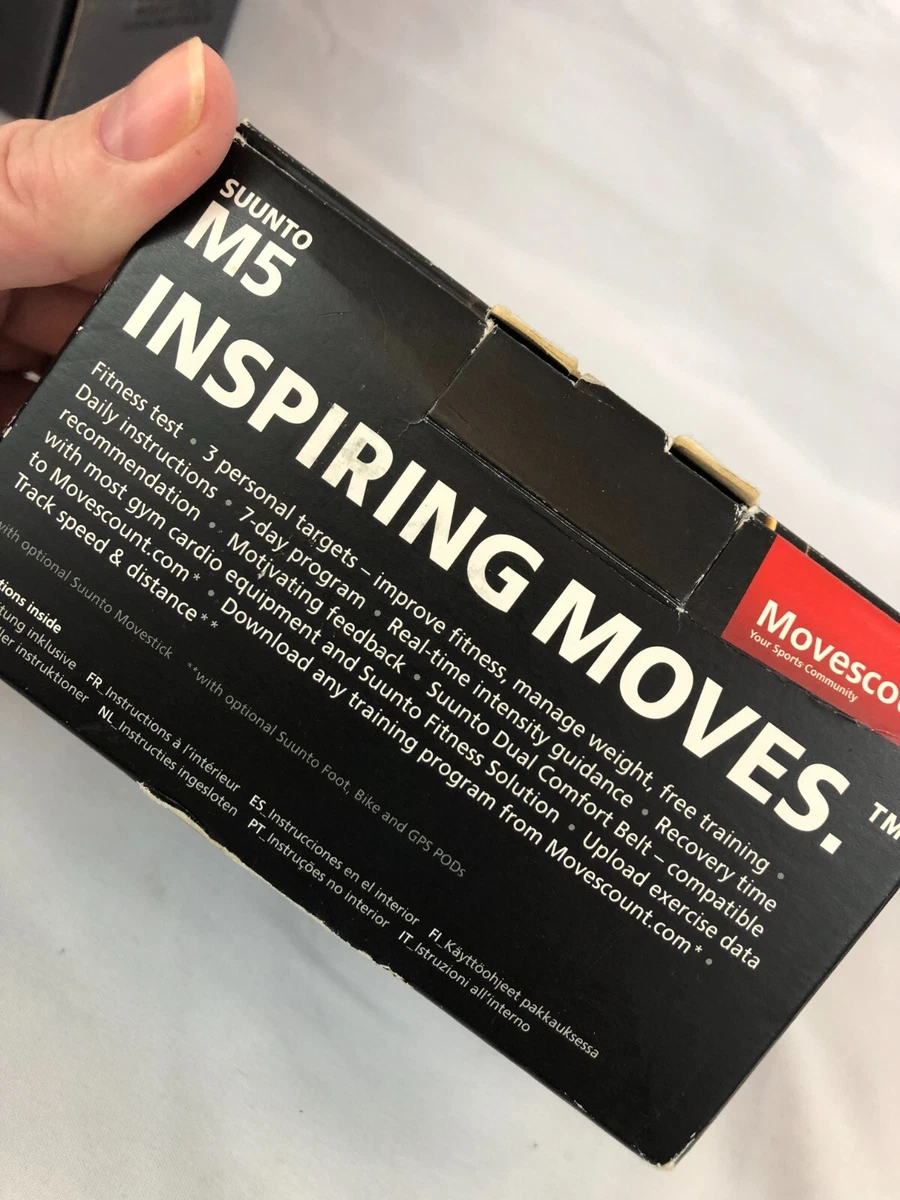 SUUNTO
M5
INSPIRING MOVES.™
Fitness test • 3 personal targets – improve fitness, manage weight, free training •
Daily instructions • 7-day program • Real-time intensity guidance • Recovery time
recommendation • Motivating feedback • Suunto Dual Comfort Belt – compatible
with most gym cardio equipment and Suunto Fitness Solution • Upload exercise data
to Movescount.com* • Download any training program from Movescount.com* •
Track speed & distance**
with optional Suunto Movestick **with optional Suunto Foot, Bike and GPS PODs
inside FR_Instructions à l'intérieur ES_Instrucciones en el interior FI_Käyttöohjeet pakkauksessa
inklusive NL_Instructies ingesloten PT_Instruções no interior IT_Istruzioni all'interno
instruktioner
Movescou
Your Sports Community